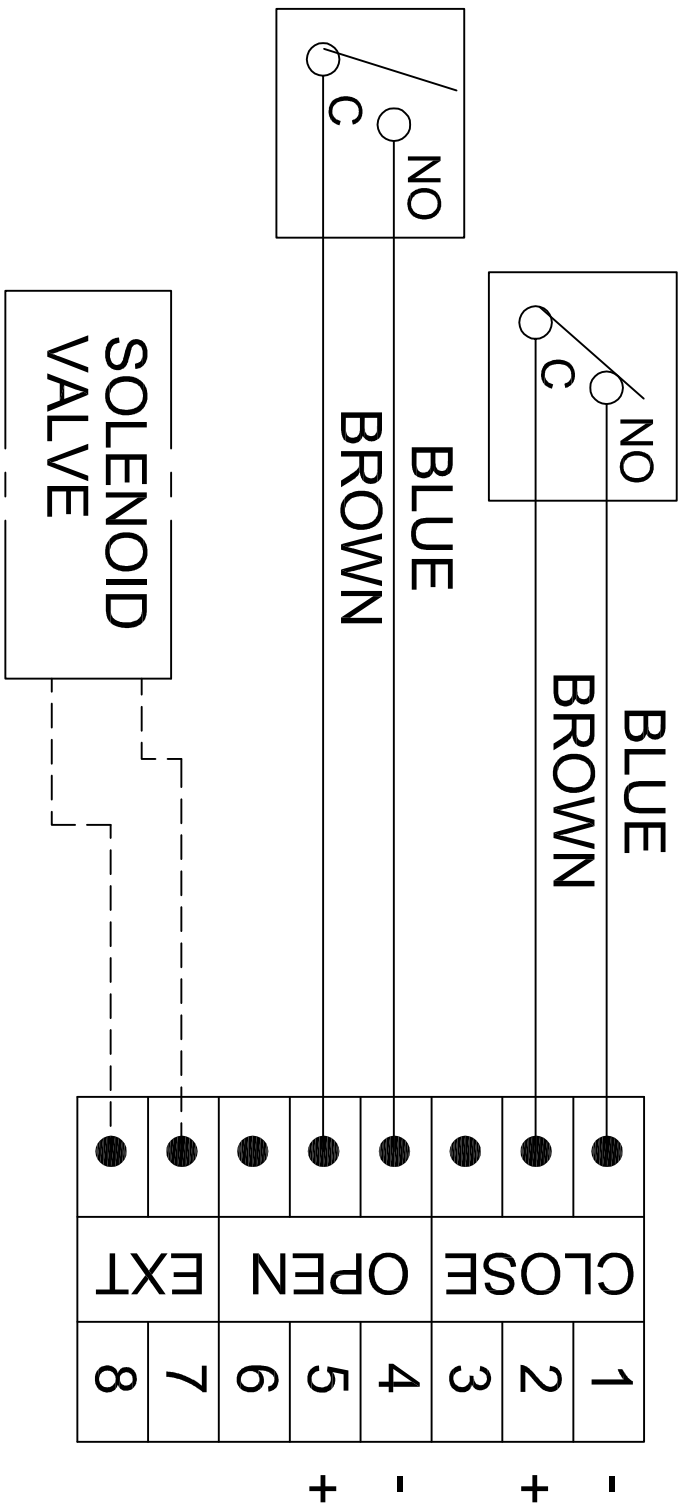 NO
C
BLUE
BROWN
NO
C
BLUE
BROWN
SOLENOID
VALVE
CLOSE
OPEN
EXT
1 -
2 +
3
4 -
5 +
6
7
8